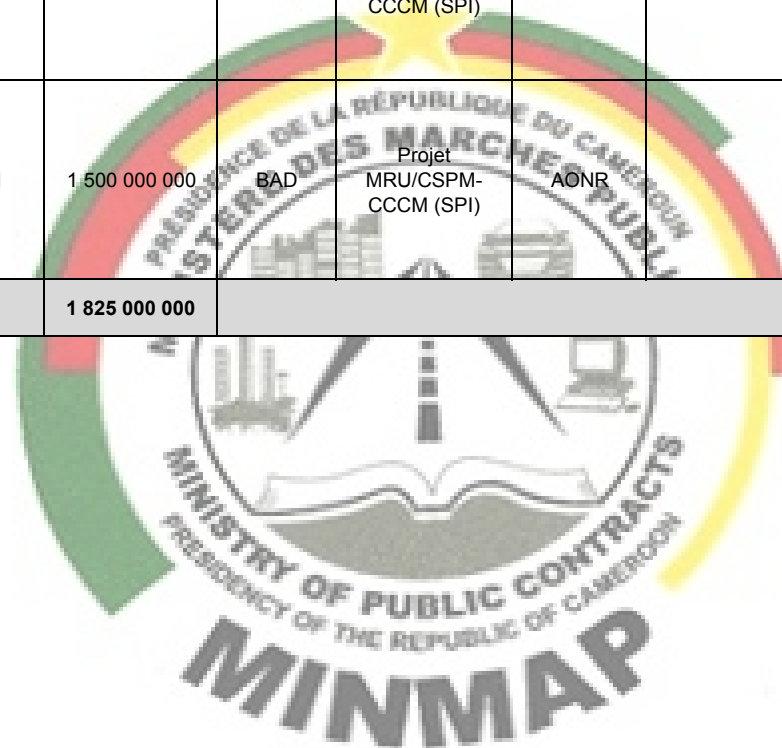 CCCM (SPI)
1 500 000 000 BAD Projet MRU/CSPM-CCCM (SPI) AONR
1 825 000 000
PRÉSIDENCE DE LA RÉPUBLIQUE DU CAMEROUN
MINISTERE DES MARCHES PUBLI
MINISTRY OF PUBLIC CONTRACTS
PRESIDENCY OF THE REPUBLIC OF CAMEROON
MINMAP